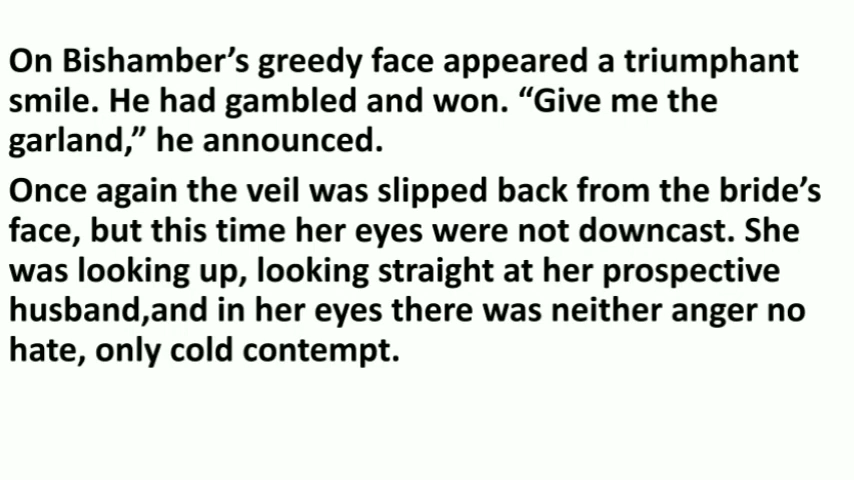 On Bishamber’s greedy face appeared a triumphant
smile. He had gambled and won. “Give me the
garland,” he announced.
Once again the veil was slipped back from the bride’s
face, but this time her eyes were not downcast. She
was looking up, looking straight at her prospective
husband,and in her eyes there was neither anger no
hate, only cold contempt.